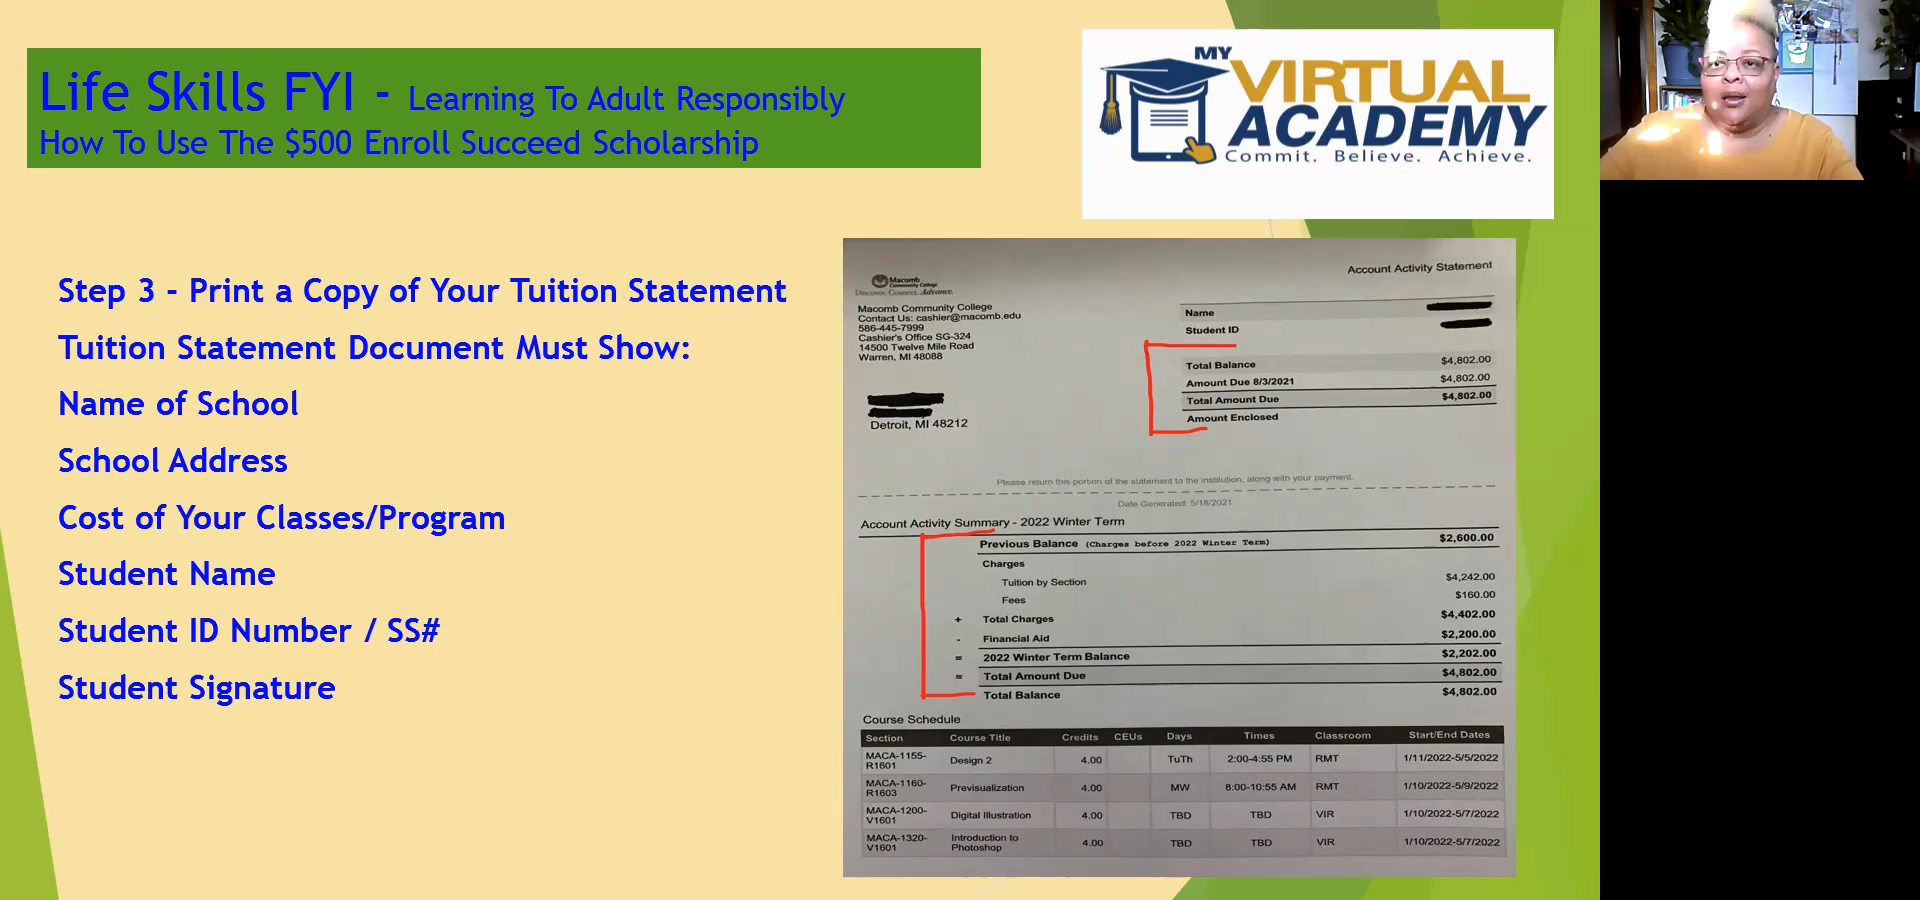 Life Skills FYI - Learning To Adult Responsibly
How To Use The $500 Enroll Succeed Scholarship
MY
VIRTUAL
ACADEMY
Commit. Believe. Achieve.
Step 3 - Print a Copy of Your Tuition Statement
Tuition Statement Document Must Show:
Name of School
School Address
Cost of Your Classes/Program
Student Name
Student ID Number / SS#
Student Signature
Macomb
Community College
Discover. Connect. Advance.
Account Activity Statement
Macomb Community College
Contact Us: cashier@macomb.edu
586-445-7999
Cashier's Office SG-324
14500 Twelve Mile Road
Warren, MI 48088
Detroit, MI 48212
Name
Student ID
Total Balance $4,802.00
Amount Due 8/3/2021 $4,802.00
Total Amount Due $4,802.00
Amount Enclosed
Please return this portion of the statement to the institution, along with your payment.
Date Generated: 5/18/2021
Account Activity Summary - 2022 Winter Term
Previous Balance (Charges before 2022 Winter Term) $2,600.00
Charges
Tuition by Section $4,242.00
Fees $160.00
+ Total Charges $4,402.00
- Financial Aid $2,200.00
= 2022 Winter Term Balance $2,202.00
= Total Amount Due $4,802.00
Total Balance $4,802.00
Course Schedule
Section Course Title Credits CEUs Days Times Classroom Start/End Dates
MACA-1155-R1601 Design 2 4.00 TuTh 2:00-4:55 PM RMT 1/11/2022-5/5/2022
MACA-1160-R1603 Previsualization 4.00 MW 8:00-10:55 AM RMT 1/10/2022-5/9/2022
MACA-1200-V1601 Digital Illustration 4.00 TBD TBD VIR 1/10/2022-5/7/2022
MACA-1320-V1601 Introduction to Photoshop 4.00 TBD TBD VIR 1/10/2022-5/7/2022